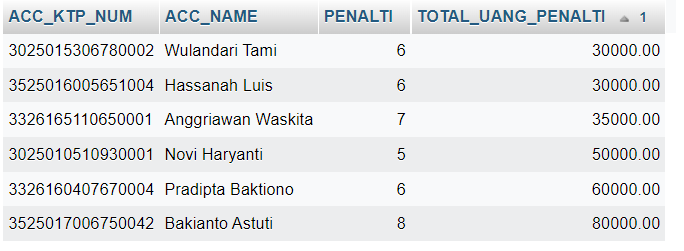 ACC_KTP_NUM ACC_NAME PENALTI TOTAL_UANG_PENALTI 1
3025015306780002 Wulandari Tami 6 30000.00
3525016005651004 Hassanah Luis 6 30000.00
3326165110650001 Anggriawan Waskita 7 35000.00
3025010510930001 Novi Haryanti 5 50000.00
3326160407670004 Pradipta Baktiono 6 60000.00
3525017006750042 Bakianto Astuti 8 80000.00